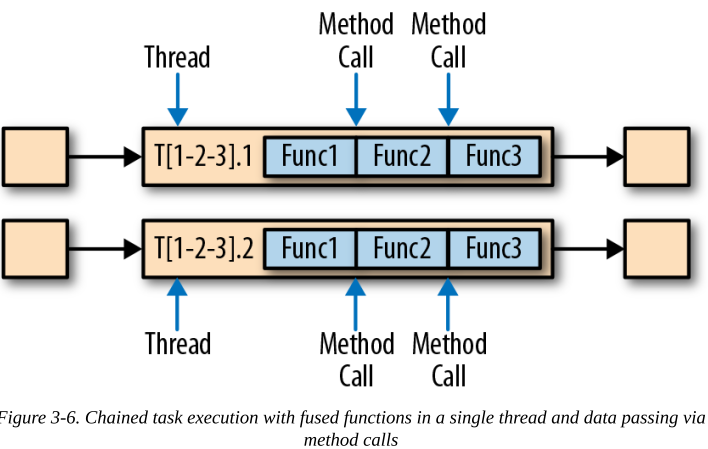 Method Method
Thread Call Call
T[1-2-3].1 Func1 Func2 Func3
T[1-2-3].2 Func1 Func2 Func3
Thread Method Method
Call Call
Figure 3-6. Chained task execution with fused functions in a single thread and data passing via
method calls